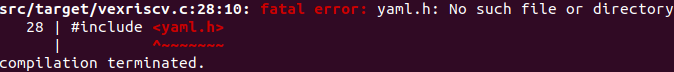 src/target/vexriscv.c:28:10: fatal error: yaml.h: No such file or directory
   28 | #include <yaml.h>
      |          ^~~~~~~~
compilation terminated.